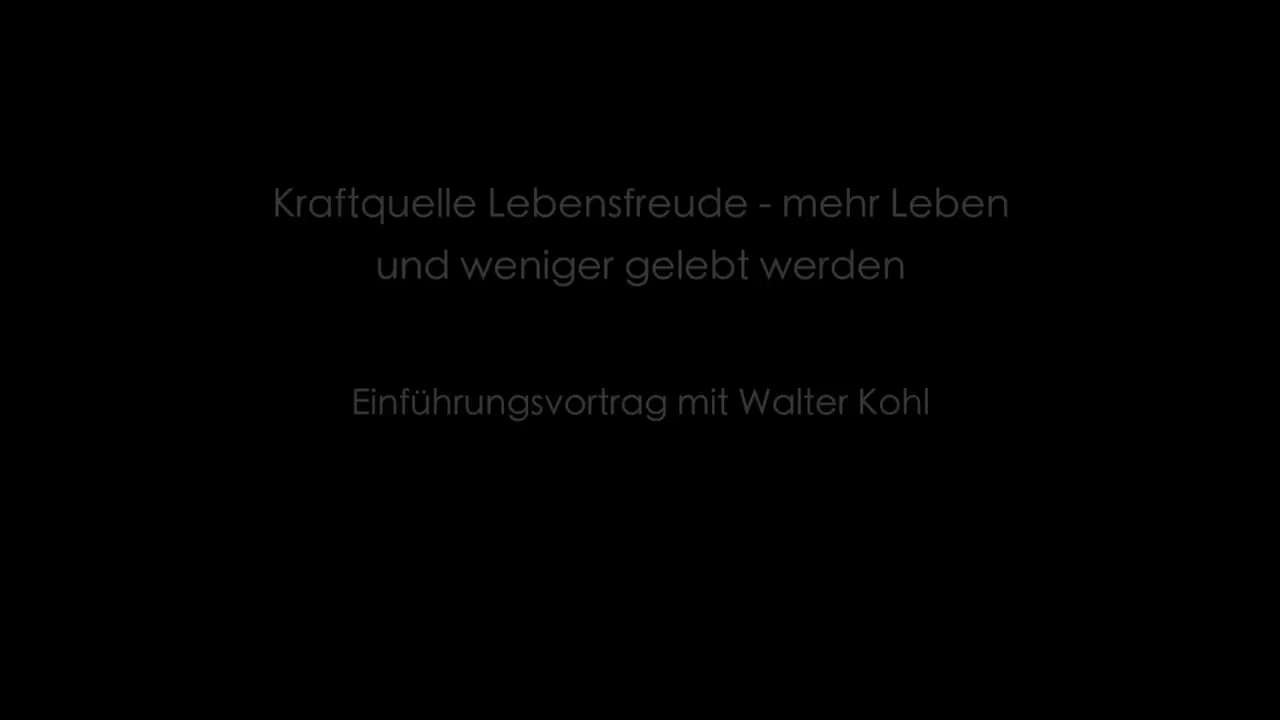 Kraftquelle Lebensfreude - mehr Leben
und weniger gelebt werden
Einführungsvortrag mit Walter Kohl